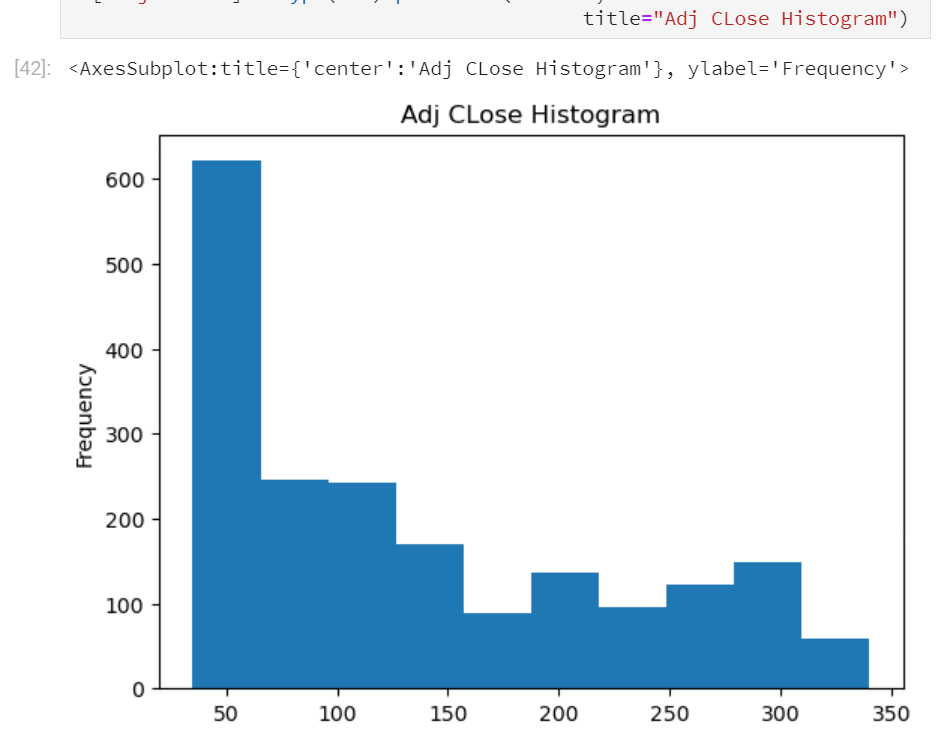 title="Adj CLose Histogram")
[42]: <AxesSubplot:title={'center':'Adj CLose Histogram'}, ylabel='Frequency'>
Adj CLose Histogram
600
500
400
300
200
100
0
Frequency
50 100 150 200 250 300 350